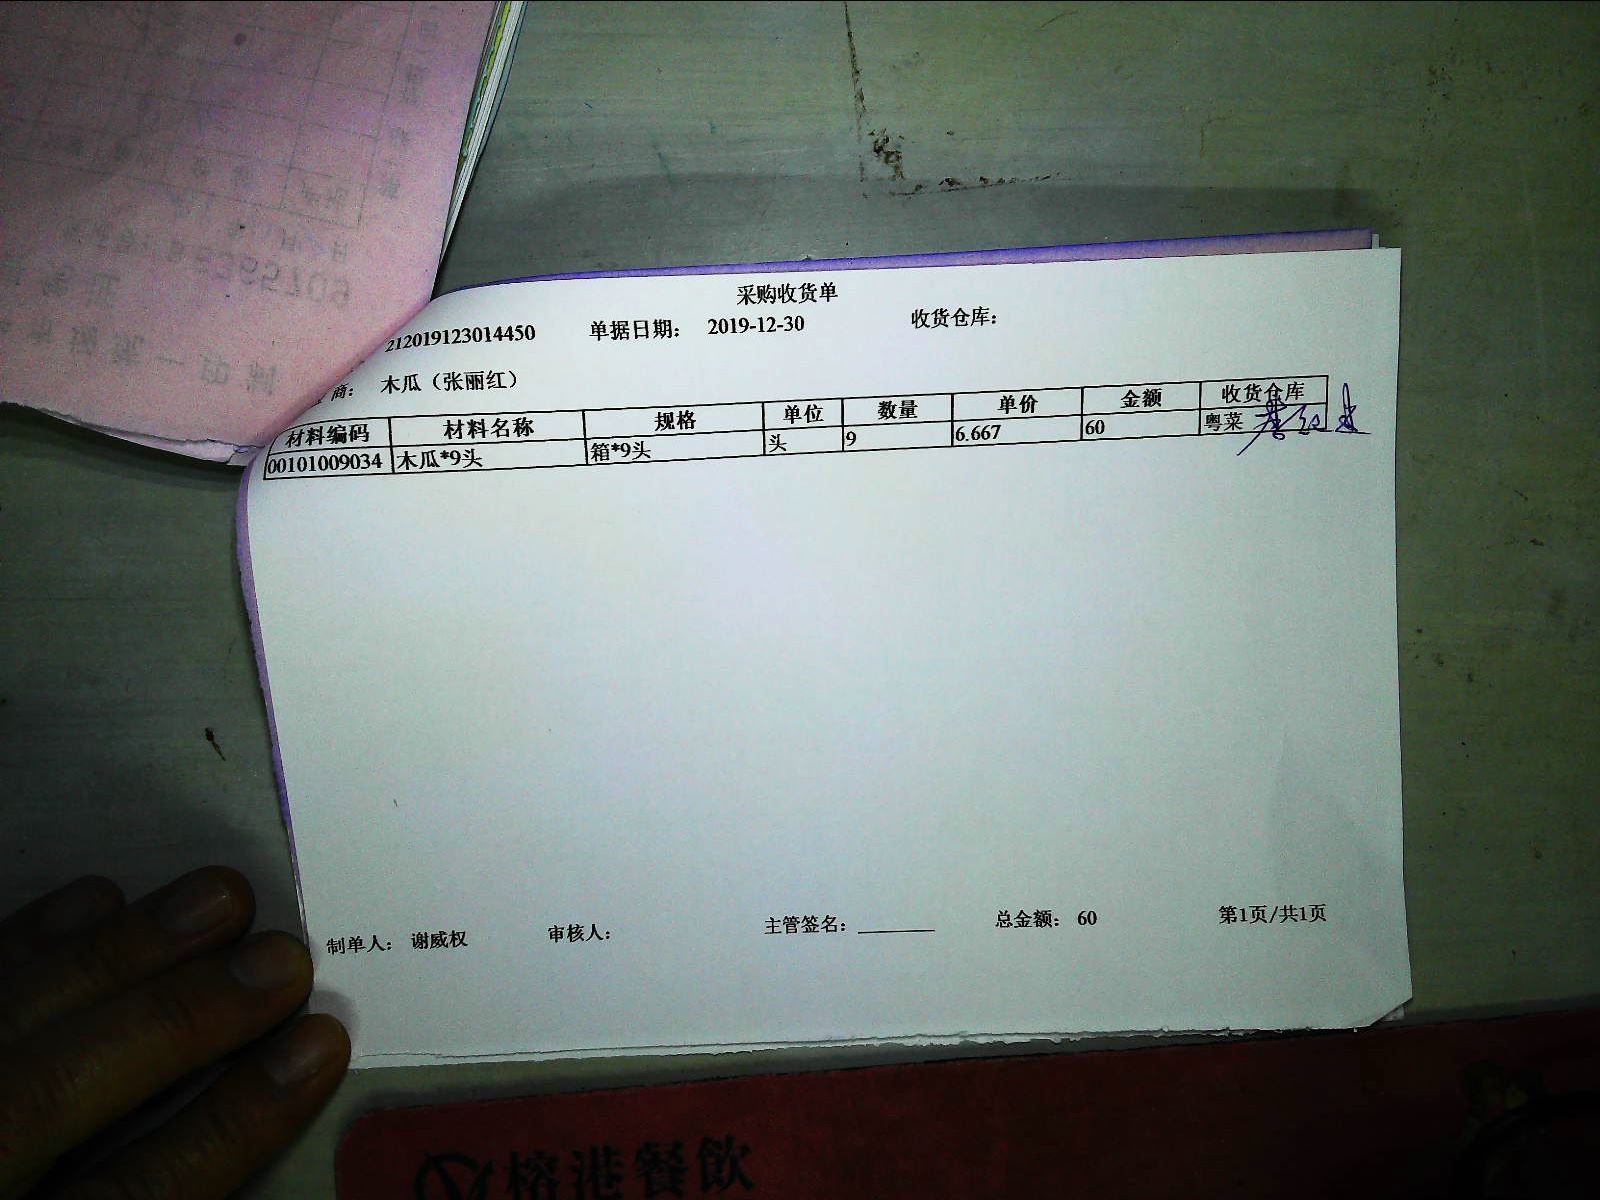 采购收货单
212019123014450 单据日期： 2019-12-30 收货仓库：
商： 木瓜（张丽红）
材料编码 材料名称 规格 单位 数量 单价 金额 收货仓库
00101009034 木瓜*9头 箱*9头 头 9 6.667 60 粤菜
制单人： 谢威权 审核人： 主管签名： 总金额： 60 第1页/共1页
榕港餐飲